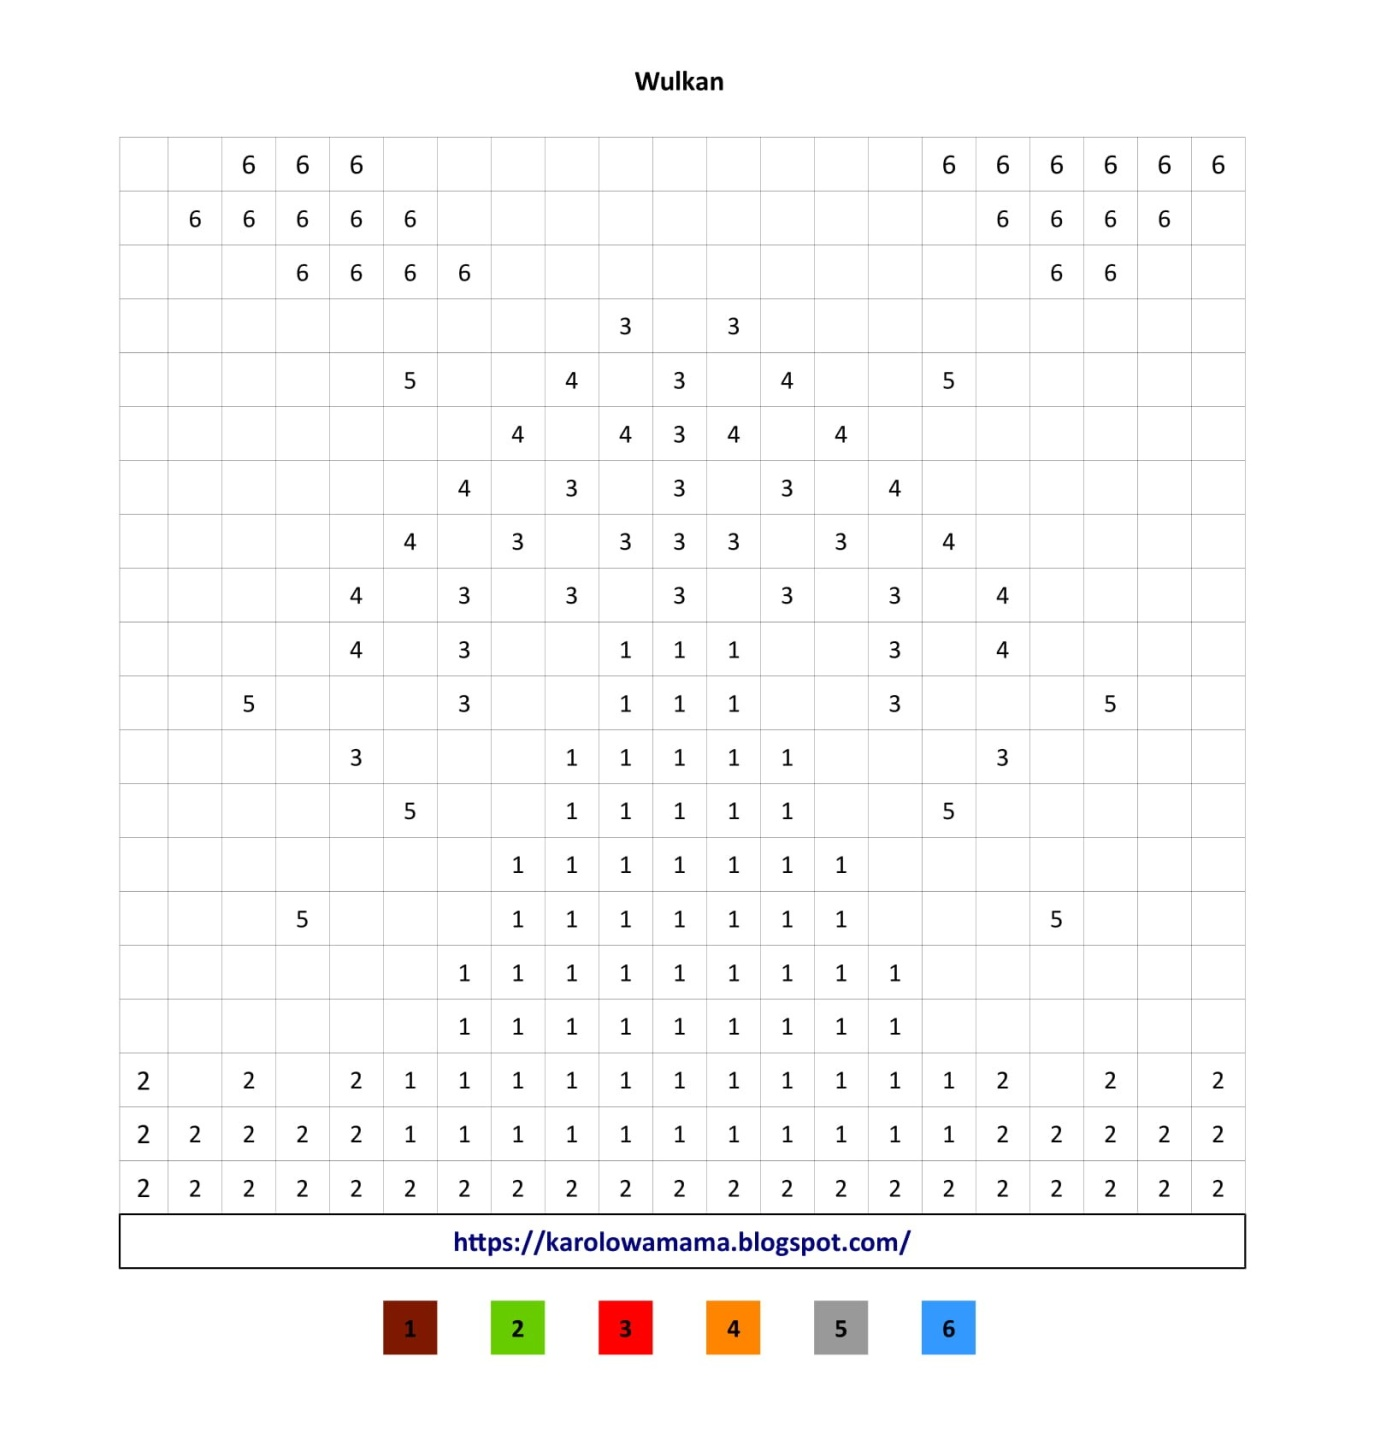 Wulkan
6 6 6 6 6 6 6 6 6
6 6 6 6 6 6 6 6 6
6 6 6 6 6 6
3 3
5 4 3 4 5
4 4 3 4 4
4 3 3 3 4
4 3 3 3 3 3 4
4 3 3 3 3 3 4
4 3 1 1 1 3 4
5 3 1 1 1 3 5
3 1 1 1 1 1 3
5 1 1 1 1 1 5
1 1 1 1 1 1 1
5 1 1 1 1 1 1 1 5
1 1 1 1 1 1 1 1 1
1 1 1 1 1 1 1 1 1
2 2 2 1 1 1 1 1 1 1 1 1 1 1 2 2 2
2 2 2 2 2 1 1 1 1 1 1 1 1 1 1 1 2 2 2 2 2
2 2 2 2 2 2 2 2 2 2 2 2 2 2 2 2 2 2 2 2 2
https://karolowamama.blogspot.com/
1 2 3 4 5 6